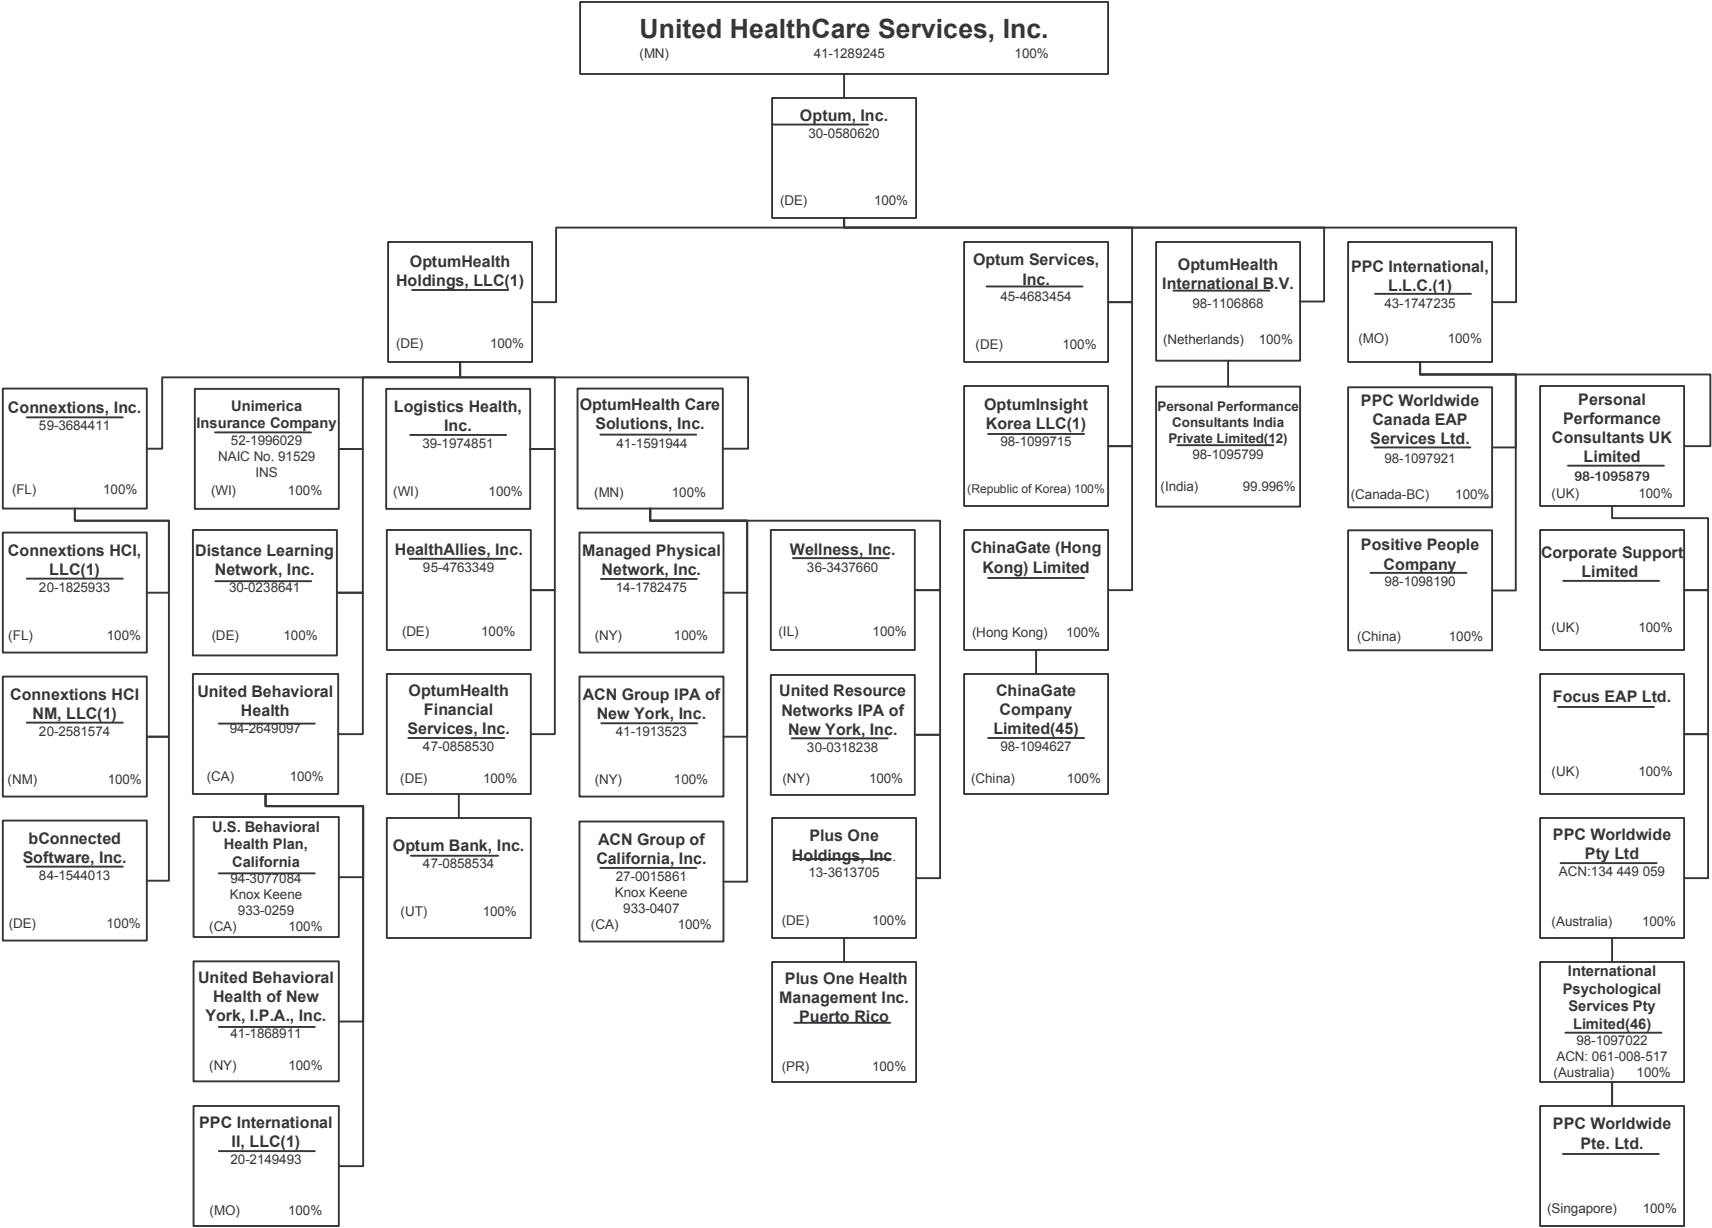 United HealthCare Services, Inc.
(MN) 41-1289245 100%
Optum, Inc.
30-0580620
(DE) 100%
OptumHealth
Holdings, LLC(1)
(DE) 100%
Optum Services,
Inc.
45-4683454
(DE) 100%
OptumHealth
International B.V.
98-1106868
(Netherlands) 100%
PPC International,
L.L.C.(1)
43-1747235
(MO) 100%
Connextions, Inc.
59-3684411
(FL) 100%
Unimerica
Insurance Company
52-1996029
NAIC No. 91529
INS
(WI) 100%
Logistics Health,
Inc.
39-1974851
(WI) 100%
OptumHealth Care
Solutions, Inc.
41-1591944
(MN) 100%
OptumInsight
Korea LLC(1)
98-1099715
(Republic of Korea) 100%
Personal Performance
Consultants India
Private Limited(12)
98-1095799
(India) 99.996%
PPC Worldwide
Canada EAP
Services Ltd.
98-1097921
(Canada-BC) 100%
Personal
Performance
Consultants UK
Limited
98-1095879
(UK) 100%
Connextions HCI,
LLC(1)
20-1825933
(FL) 100%
Distance Learning
Network, Inc.
30-0238641
(DE) 100%
HealthAllies, Inc.
95-4763349
(DE) 100%
Managed Physical
Network, Inc.
14-1782475
(NY) 100%
Wellness, Inc.
36-3437660
(IL) 100%
ChinaGate (Hong
Kong) Limited
(Hong Kong) 100%
Positive People
Company
98-1098190
(China) 100%
Corporate Support
Limited
(UK) 100%
Connextions HCI
NM, LLC(1)
20-2581574
(NM) 100%
United Behavioral
Health
94-2649097
(CA) 100%
OptumHealth
Financial
Services, Inc.
47-0858530
(DE) 100%
ACN Group IPA of
New York, Inc.
41-1913523
(NY) 100%
United Resource
Networks IPA of
New York, Inc.
30-0318238
(NY) 100%
ChinaGate
Company
Limited(45)
98-1094627
(China) 100%
Focus EAP Ltd.
(UK) 100%
bConnected
Software, Inc.
84-1544013
(DE) 100%
U.S. Behavioral
Health Plan,
California
94-3077084
Knox Keene
933-0259
(CA) 100%
Optum Bank, Inc.
47-0858534
(UT) 100%
ACN Group of
California, Inc.
27-0015861
Knox Keene
933-0407
(CA) 100%
Plus One
Holdings, Inc.
13-3613705
(DE) 100%
PPC Worldwide
Pty Ltd
ACN:134 449 059
(Australia) 100%
United Behavioral
Health of New
York, I.P.A., Inc.
41-1868911
(NY) 100%
Plus One Health
Management Inc.
Puerto Rico
(PR) 100%
International
Psychological
Services Pty
Limited(46)
98-1097022
ACN: 061-008-517
(Australia) 100%
PPC International
II, LLC(1)
20-2149493
(MO) 100%
PPC Worldwide
Pte. Ltd.
(Singapore) 100%